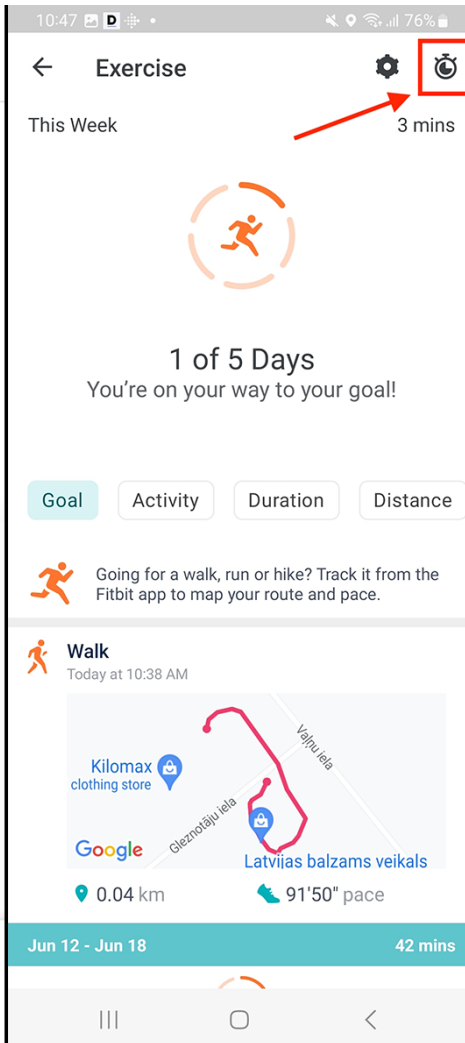 10:47
76%
Exercise
This Week
3 mins
1 of 5 Days
You're on your way to your goal!
Goal
Activity
Duration
Distance
Going for a walk, run or hike? Track it from the
Fitbit app to map your route and pace.
Walk
Today at 10:38 AM
Vaļņu iela
Kilomax
clothing store
Gleznotāju iela
Google
Latvijas balzams veikals
0.04 km
91'50" pace
Jun 12 - Jun 18
42 mins